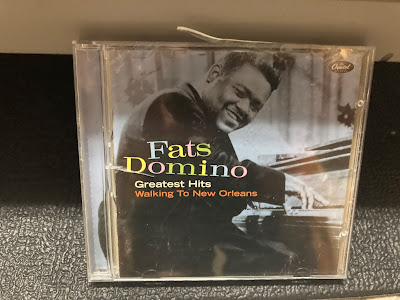 Capitol
Fats
Domino
Greatest Hits
Walking To New Orleans